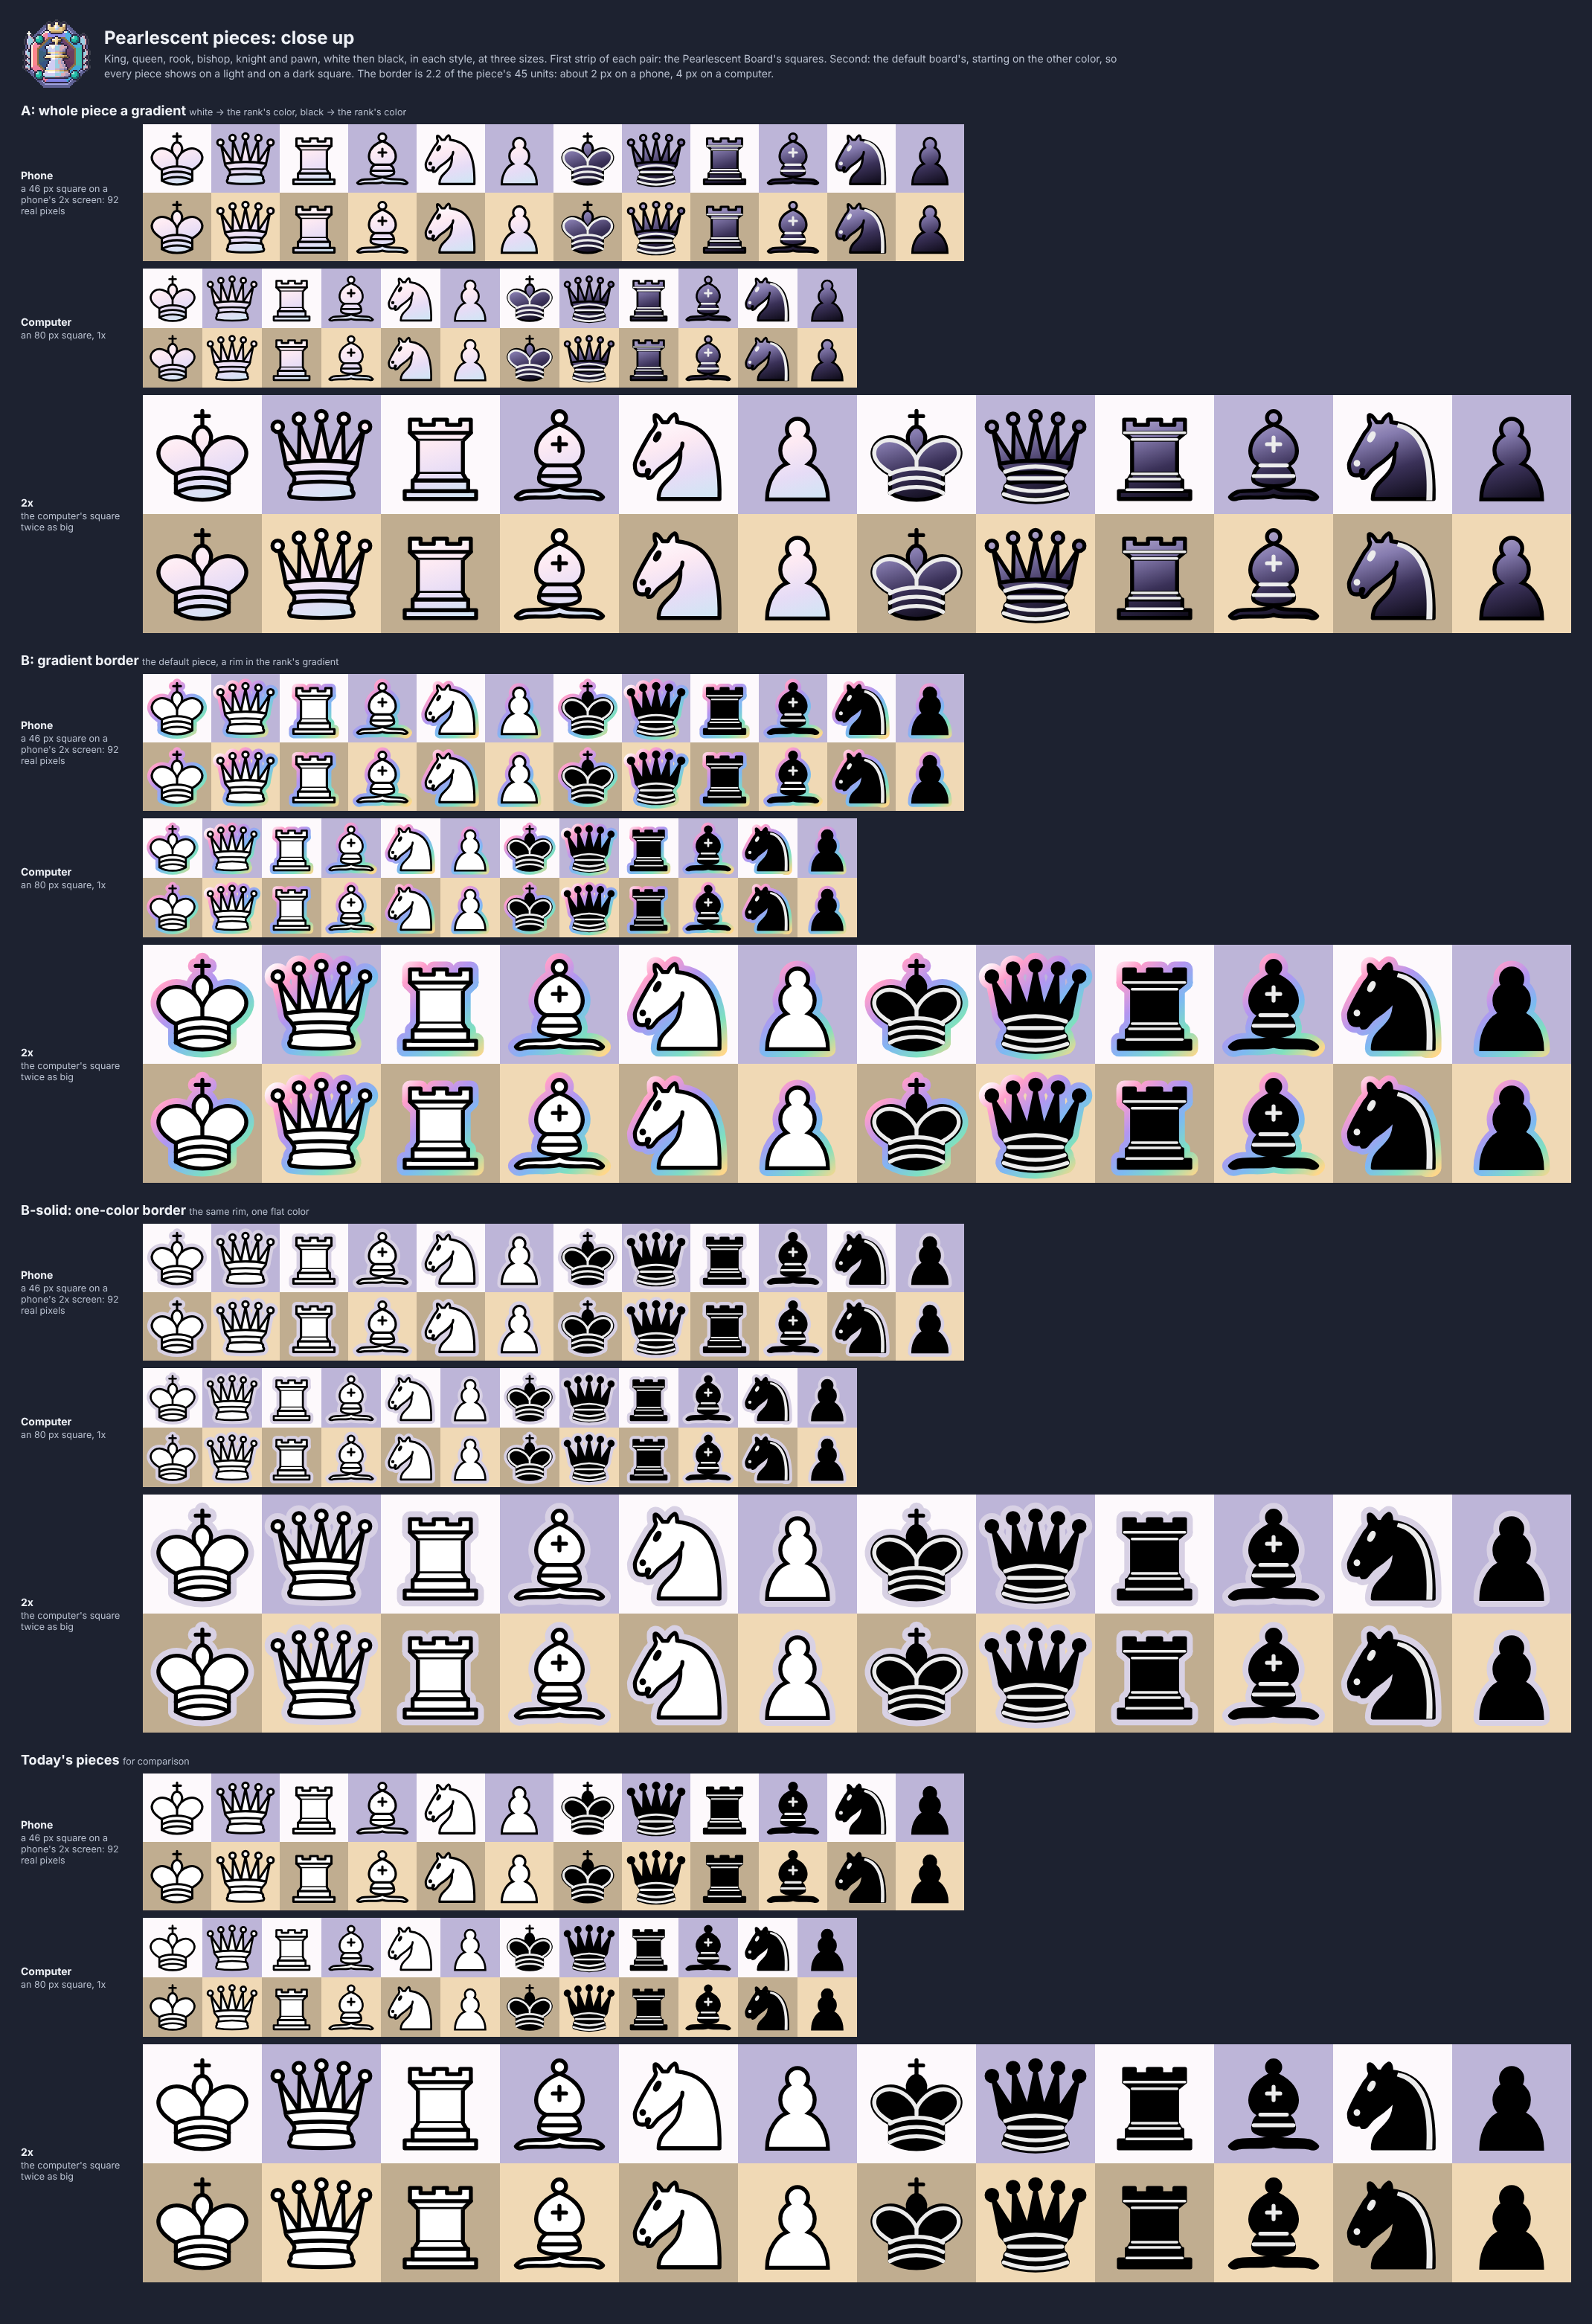 Pearlescent pieces: close up
King, queen, rook, bishop, knight and pawn, white then black, in each style, at three sizes. First strip of each pair: the Pearlescent Board's squares. Second: the default board's, starting on the other color, so
every piece shows on a light and on a dark square. The border is 2.2 of the piece's 45 units: about 2 px on a phone, 4 px on a computer.
A: whole piece a gradient white → the rank's color, black → the rank's color
Phone
a 46 px square on a
phone's 2x screen: 92
real pixels
Computer
an 80 px square, 1x
2x
the computer's square
twice as big
B: gradient border the default piece, a rim in the rank's gradient
Phone
a 46 px square on a
phone's 2x screen: 92
real pixels
Computer
an 80 px square, 1x
2x
the computer's square
twice as big
B-solid: one-color border the same rim, one flat color
Phone
a 46 px square on a
phone's 2x screen: 92
real pixels
Computer
an 80 px square, 1x
2x
the computer's square
twice as big
Today's pieces for comparison
Phone
a 46 px square on a
phone's 2x screen: 92
real pixels
Computer
an 80 px square, 1x
2x
the computer's square
twice as big